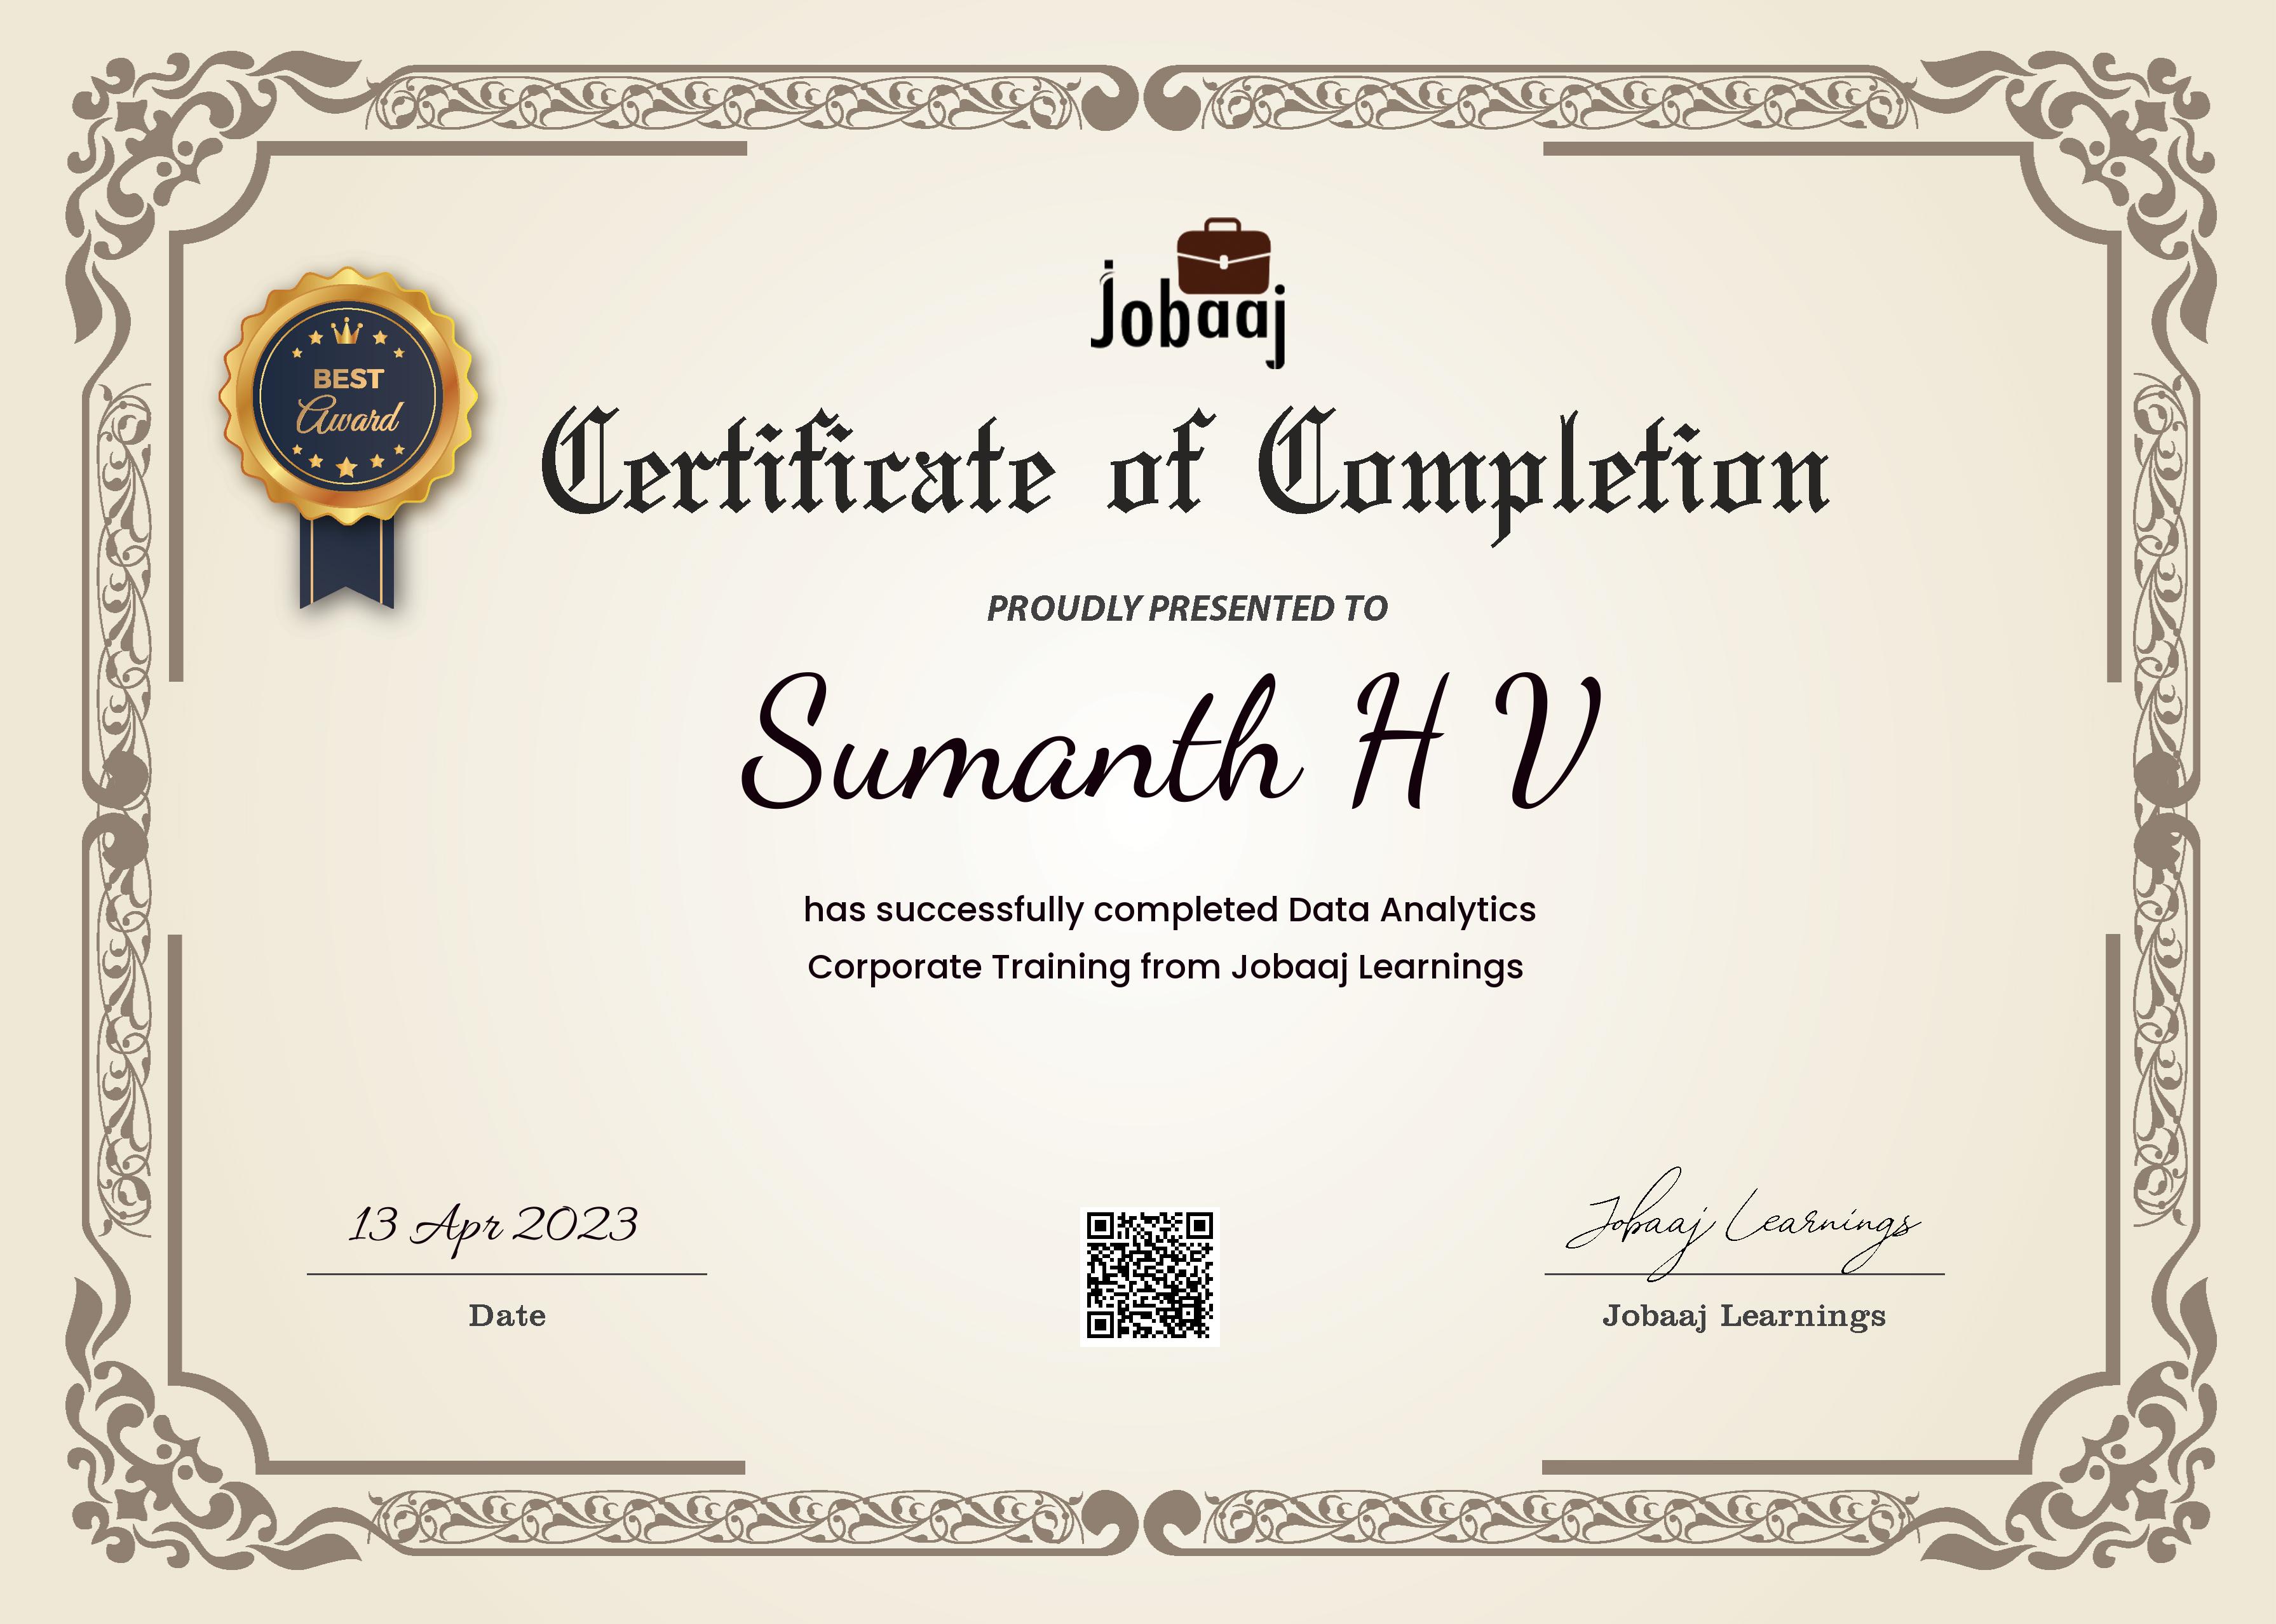 jobaaj
BEST
Award
Certificate of Completion
PROUDLY PRESENTED TO
Sumanth H V
has successfully completed Data Analytics
Corporate Training from Jobaaj Learnings
13 Apr 2023
Date
Jobaaj Learnings
Jobaaj Learnings